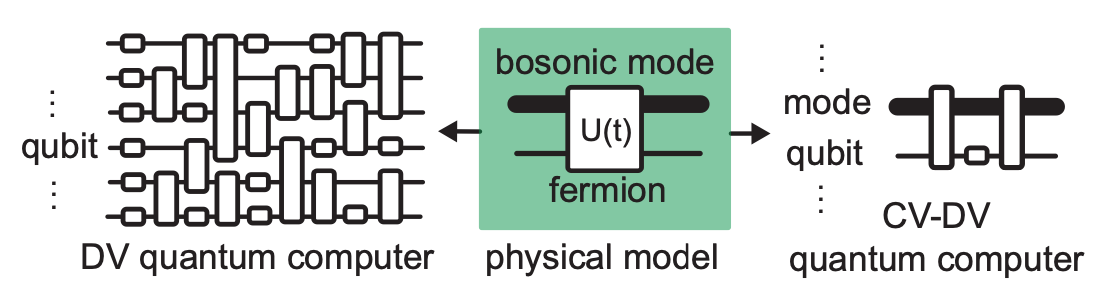 ⋮
qubit
⋮
DV quantum computer
bosonic mode
U(t)
fermion
physical model
⋮
mode
qubit
⋮
CV-DV
quantum computer